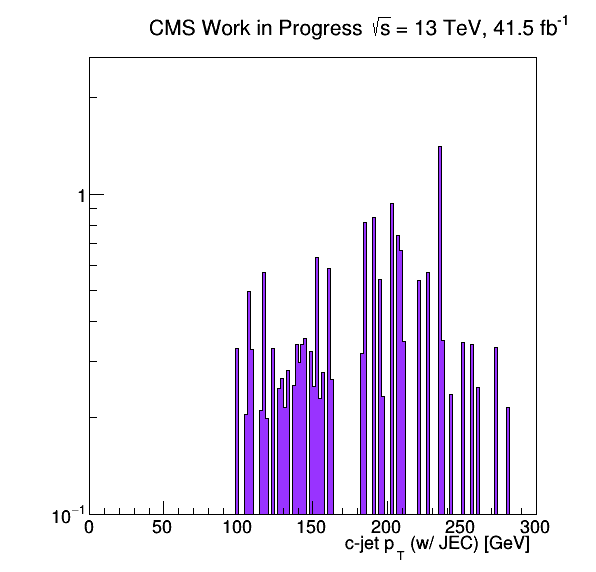 CMS Work in Progress √s = 13 TeV, 41.5 fb⁻¹
1
10⁻¹
0 50 100 150 200 250 300
c-jet p_T (w/ JEC) [GeV]